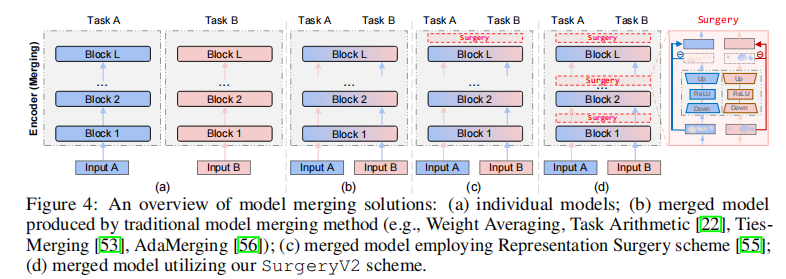 Task A Task B Task A Task B Task A Task B Task A Task B Surgery
Encoder (Merging)
Surgery
Block L Block L Block L Block L Block L
Surgery
... ... ... ... ...
Block 2 Block 2 Block 2 Block 2 Block 2
Surgery
Block 1 Block 1 Block 1 Block 1 Block 1
Up Up
ReLU ReLU
Down Down
Input A Input B Input A Input B Input A Input B Input A Input B
(a) (b) (c) (d)
Figure 4: An overview of model merging solutions: (a) individual models; (b) merged model
produced by traditional model merging method (e.g., Weight Averaging, Task Arithmetic [22], Ties-
Merging [53], AdaMerging [56]); (c) merged model employing Representation Surgery scheme [55];
(d) merged model utilizing our SurgeryV2 scheme.